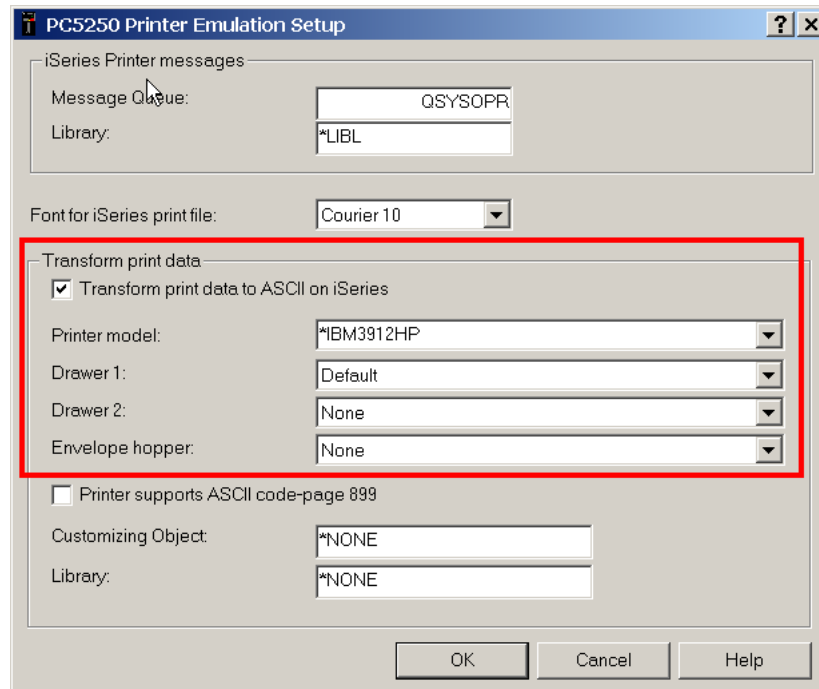 PC5250 Printer Emulation Setup
iSeries Printer messages
Message Queue: QSYSOPR
Library: *LIBL
Font for iSeries print file: Courier 10
Transform print data
Transform print data to ASCII on iSeries
Printer model: *IBM3912HP
Drawer 1: Default
Drawer 2: None
Envelope hopper: None
Printer supports ASCII code-page 899
Customizing Object: *NONE
Library: *NONE
OK Cancel Help